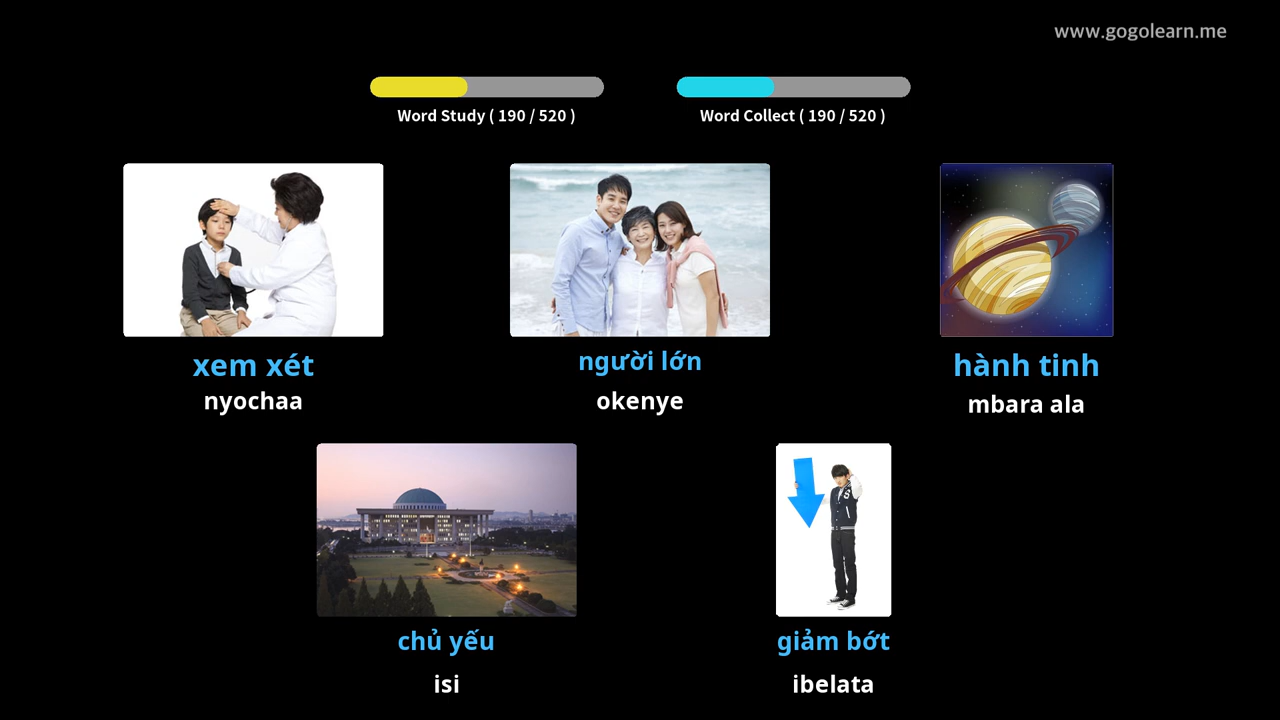 www.gogolearn.me
Word Study ( 190 / 520 )
Word Collect ( 190 / 520 )
xem xét
nyochaa
người lớn
okenye
hành tinh
mbara ala
chủ yếu
isi
giảm bớt
ibelata